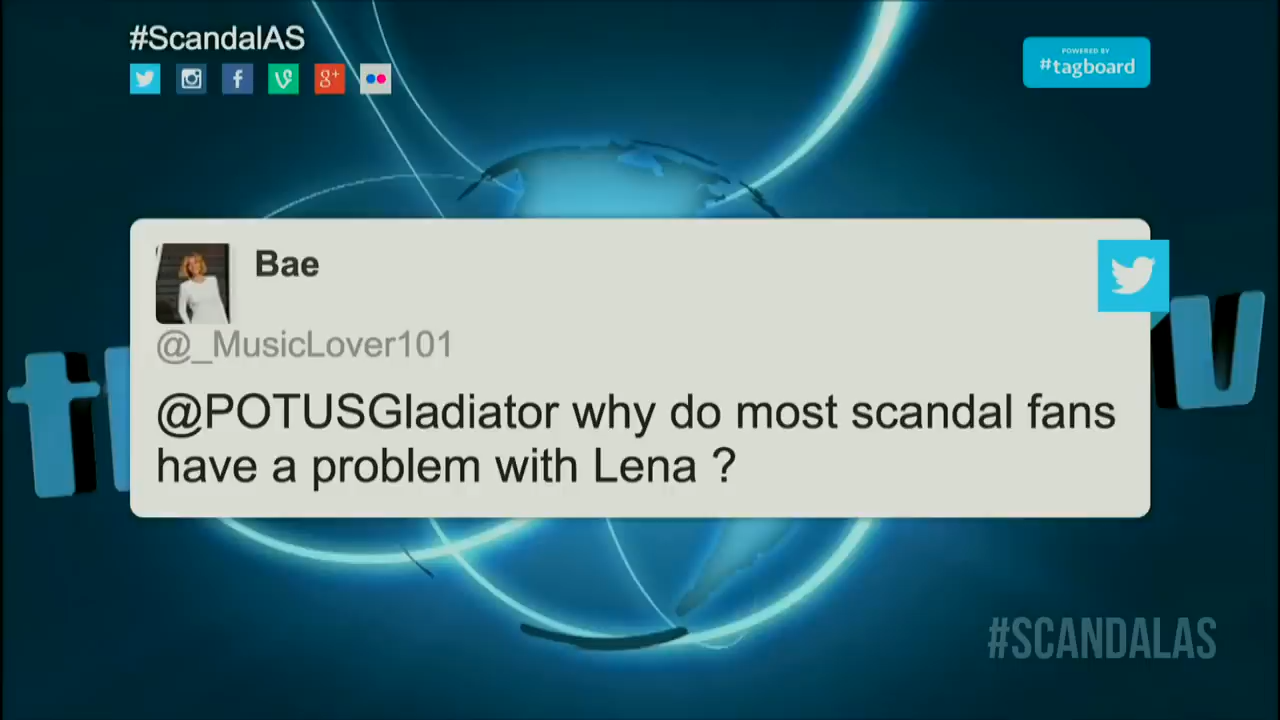 #ScandalAS
POWERED BY
#tagboard
Bae
@_MusicLover101
@POTUSGladiator why do most scandal fans
have a problem with Lena ?
#SCANDALAS